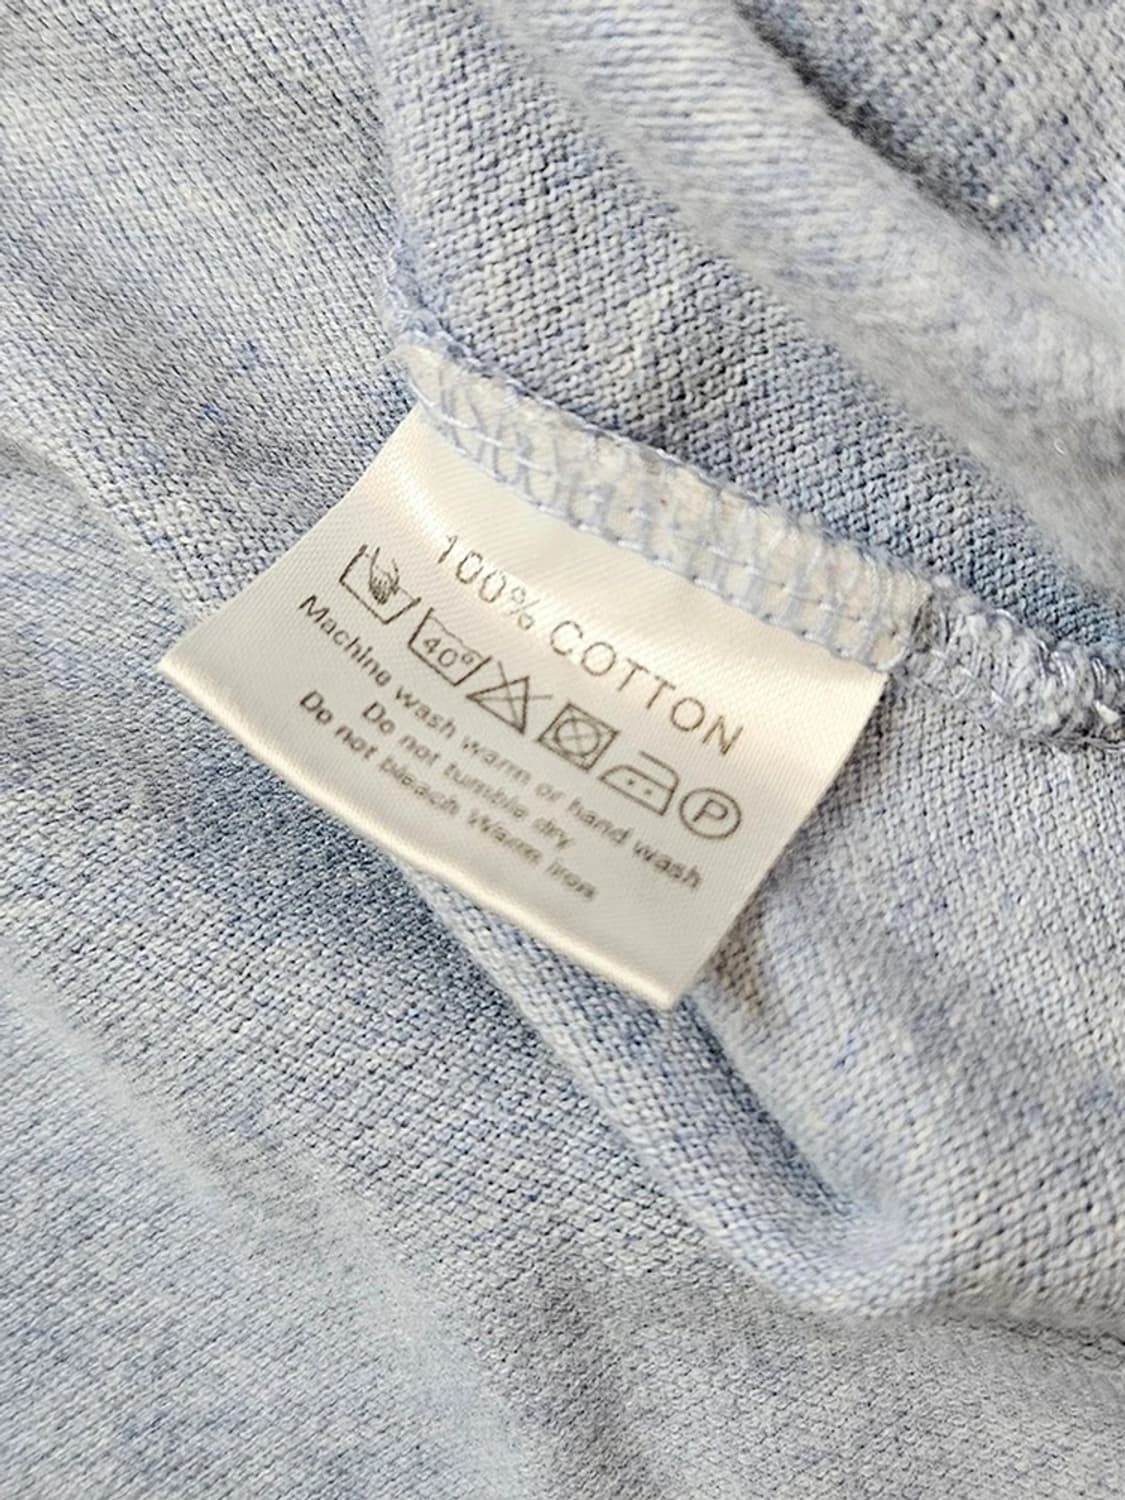 100% COTTON
40°
P
Machine wash warm or hand wash
Do not tumble dry
Do not bleach Warm iron